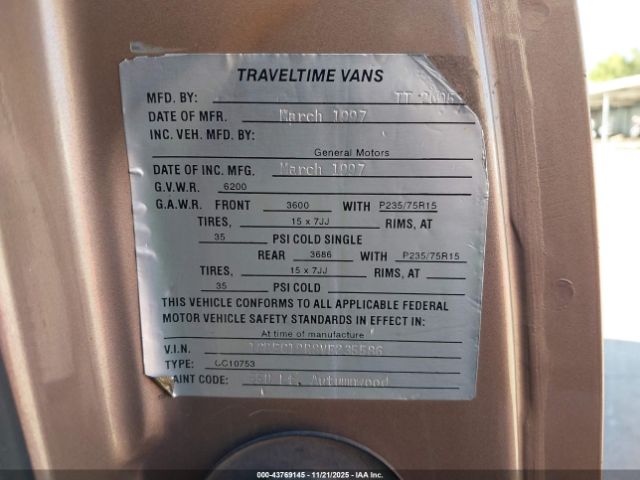 TRAVELTIME VANS
MFD. BY: TT
DATE OF MFR. March 1997
INC. VEH. MFD. BY:
General Motors
DATE OF INC. MFG. March 1997
G.V.W.R. 6200
G.A.W.R. FRONT 3600 WITH P235/75R15
TIRES, 15 x 7JJ RIMS, AT
35 PSI COLD SINGLE
REAR 3686 WITH P235/75R15
TIRES, 15 x 7JJ RIMS, AT
35 PSI COLD
THIS VEHICLE CONFORMS TO ALL APPLICABLE FEDERAL
MOTOR VEHICLE SAFETY STANDARDS IN EFFECT IN:
At time of manufacture
V.I.N.
TYPE: CC10753
AINT CODE: Autumnwood
000-43769145 - 11/21/2025 - IAA Inc.